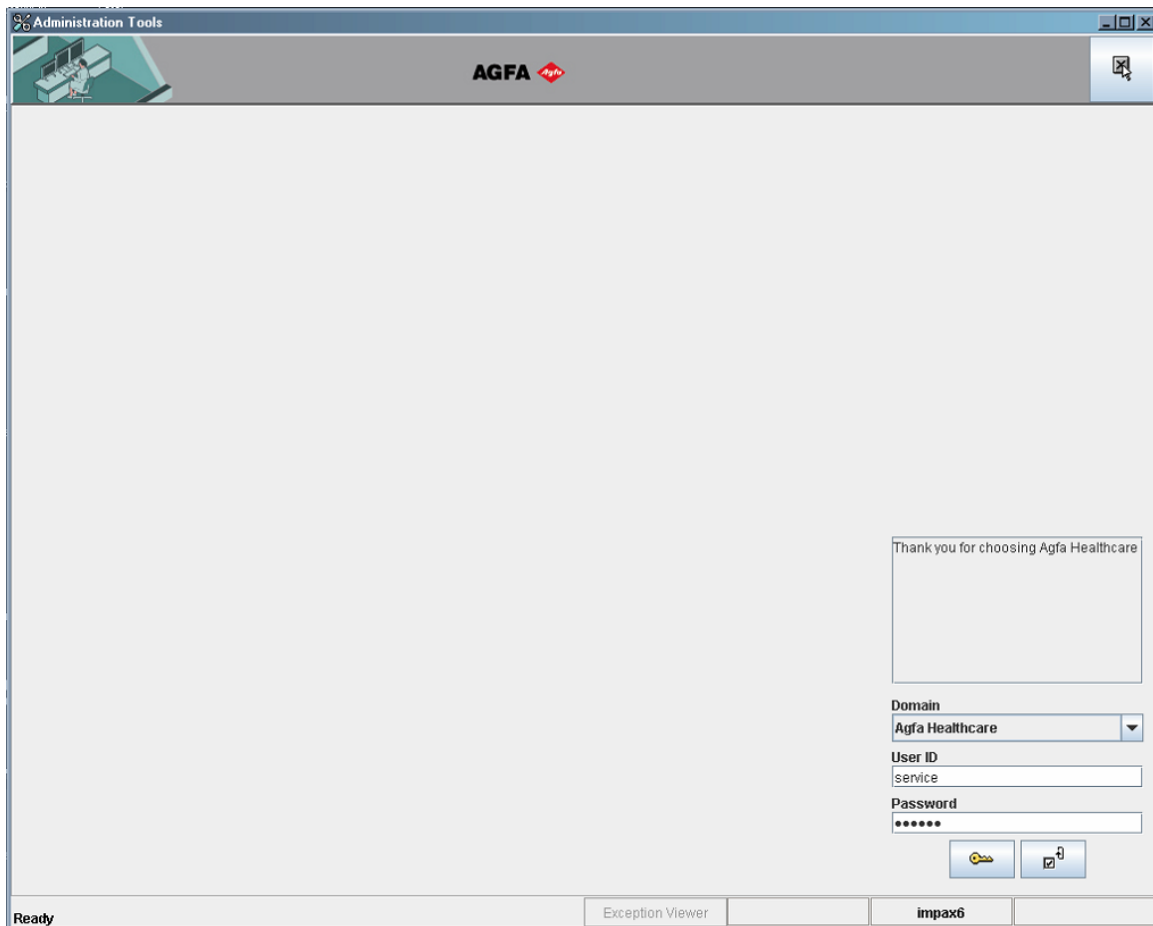 Administration Tools
AGFA Agfa
Thank you for choosing Agfa Healthcare
Domain
Agfa Healthcare
User ID
service
Password
••••••
Ready
Exception Viewer
impax6